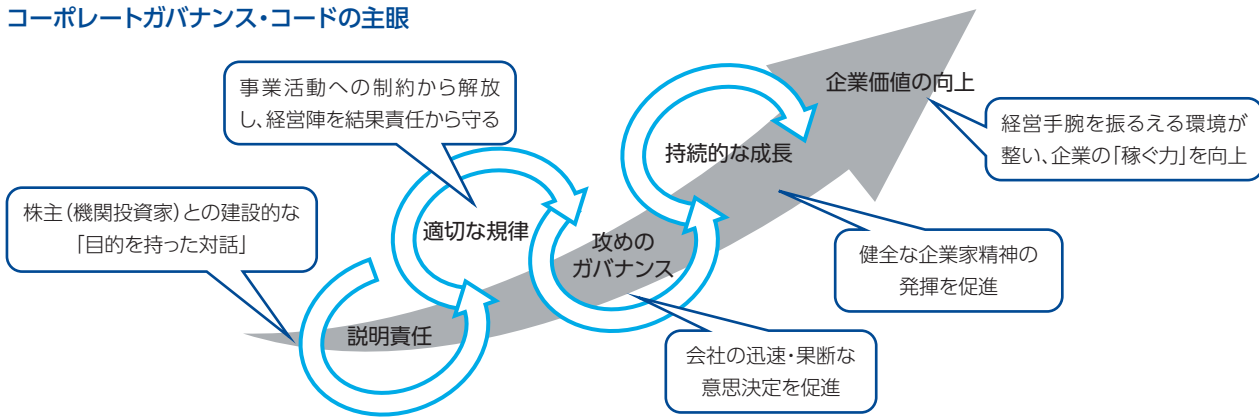 コーポレートガバナンス・コードの主眼
事業活動への制約から解放
し、経営陣を結果責任から守る
株主(機関投資家)との建設的な
「目的を持った対話」
説明責任
適切な規律
攻めの
ガバナンス
持続的な成長
企業価値の向上
経営手腕を振るえる環境が
整い、企業の「稼ぐ力」を向上
健全な企業家精神の
発揮を促進
会社の迅速・果断な
意思決定を促進